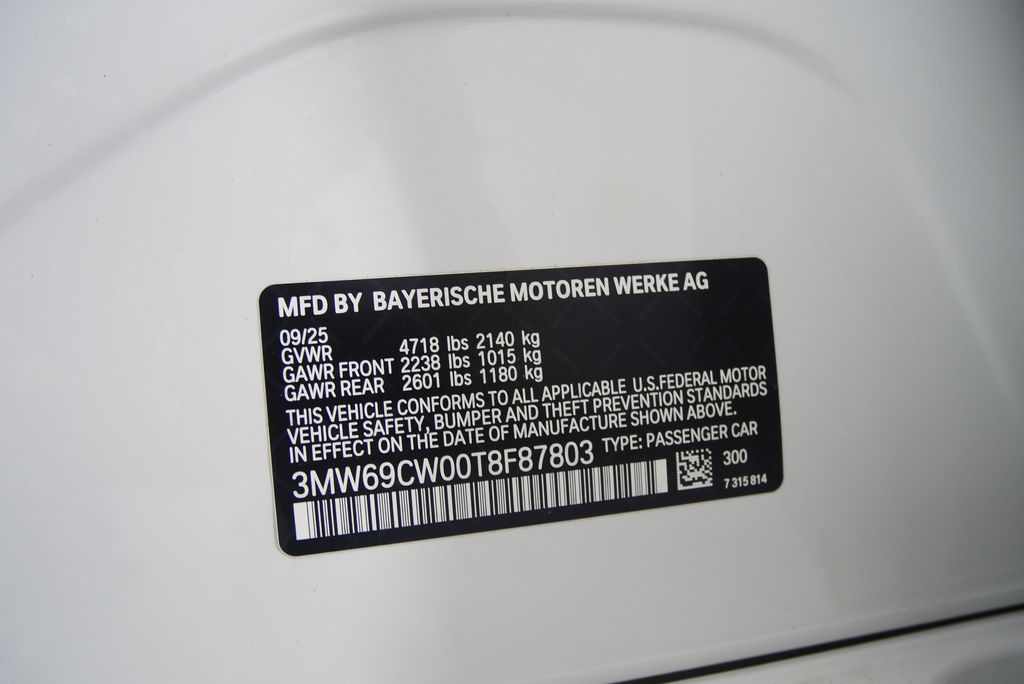 MFD BY BAYERISCHE MOTOREN WERKE AG
09/25
GVWR 4718 lbs 2140 kg
GAWR FRONT 2238 lbs 1015 kg
GAWR REAR 2601 lbs 1180 kg
THIS VEHICLE CONFORMS TO ALL APPLICABLE U.S.FEDERAL MOTOR
VEHICLE SAFETY, BUMPER AND THEFT PREVENTION STANDARDS
IN EFFECT ON THE DATE OF MANUFACTURE SHOWN ABOVE.
3MW69CW00T8F87803 TYPE: PASSENGER CAR
300
7 315 814